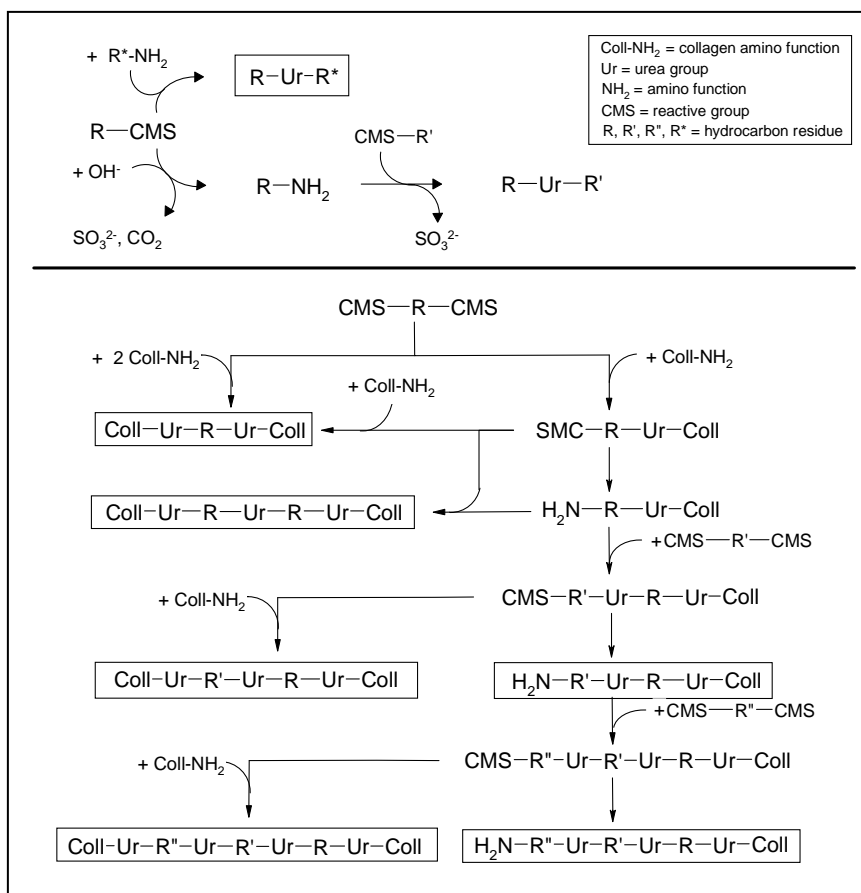 + R*-NH₂
R-Ur-R*
R-CMS
CMS-R'
+ OH⁻
R-NH₂
R-Ur-R'
SO₃²⁻, CO₂
SO₃²⁻
Coll-NH₂ = collagen amino function
Ur = urea group
NH₂ = amino function
CMS = reactive group
R, R', R", R* = hydrocarbon residue
CMS-R-CMS
+ 2 Coll-NH₂
+ Coll-NH₂
+ Coll-NH₂
Coll-Ur-R-Ur-Coll
SMC-R-Ur-Coll
Coll-Ur-R-Ur-R-Ur-Coll
H₂N-R-Ur-Coll
+CMS-R'-CMS
+ Coll-NH₂
CMS-R'-Ur-R-Ur-Coll
Coll-Ur-R'-Ur-R-Ur-Coll
H₂N-R'-Ur-R-Ur-Coll
+CMS-R"-CMS
+ Coll-NH₂
CMS-R"-Ur-R'-Ur-R-Ur-Coll
Coll-Ur-R"-Ur-R'-Ur-R-Ur-Coll
H₂N-R"-Ur-R'-Ur-R-Ur-Coll